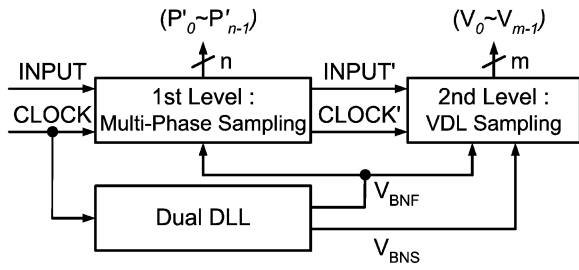 (P'0~P'n-1)
(V0~Vm-1)
n
m
INPUT
1st Level :
Multi-Phase Sampling
INPUT'
2nd Level :
VDL Sampling
CLOCK
CLOCK'
Dual DLL
VBNF
VBNS